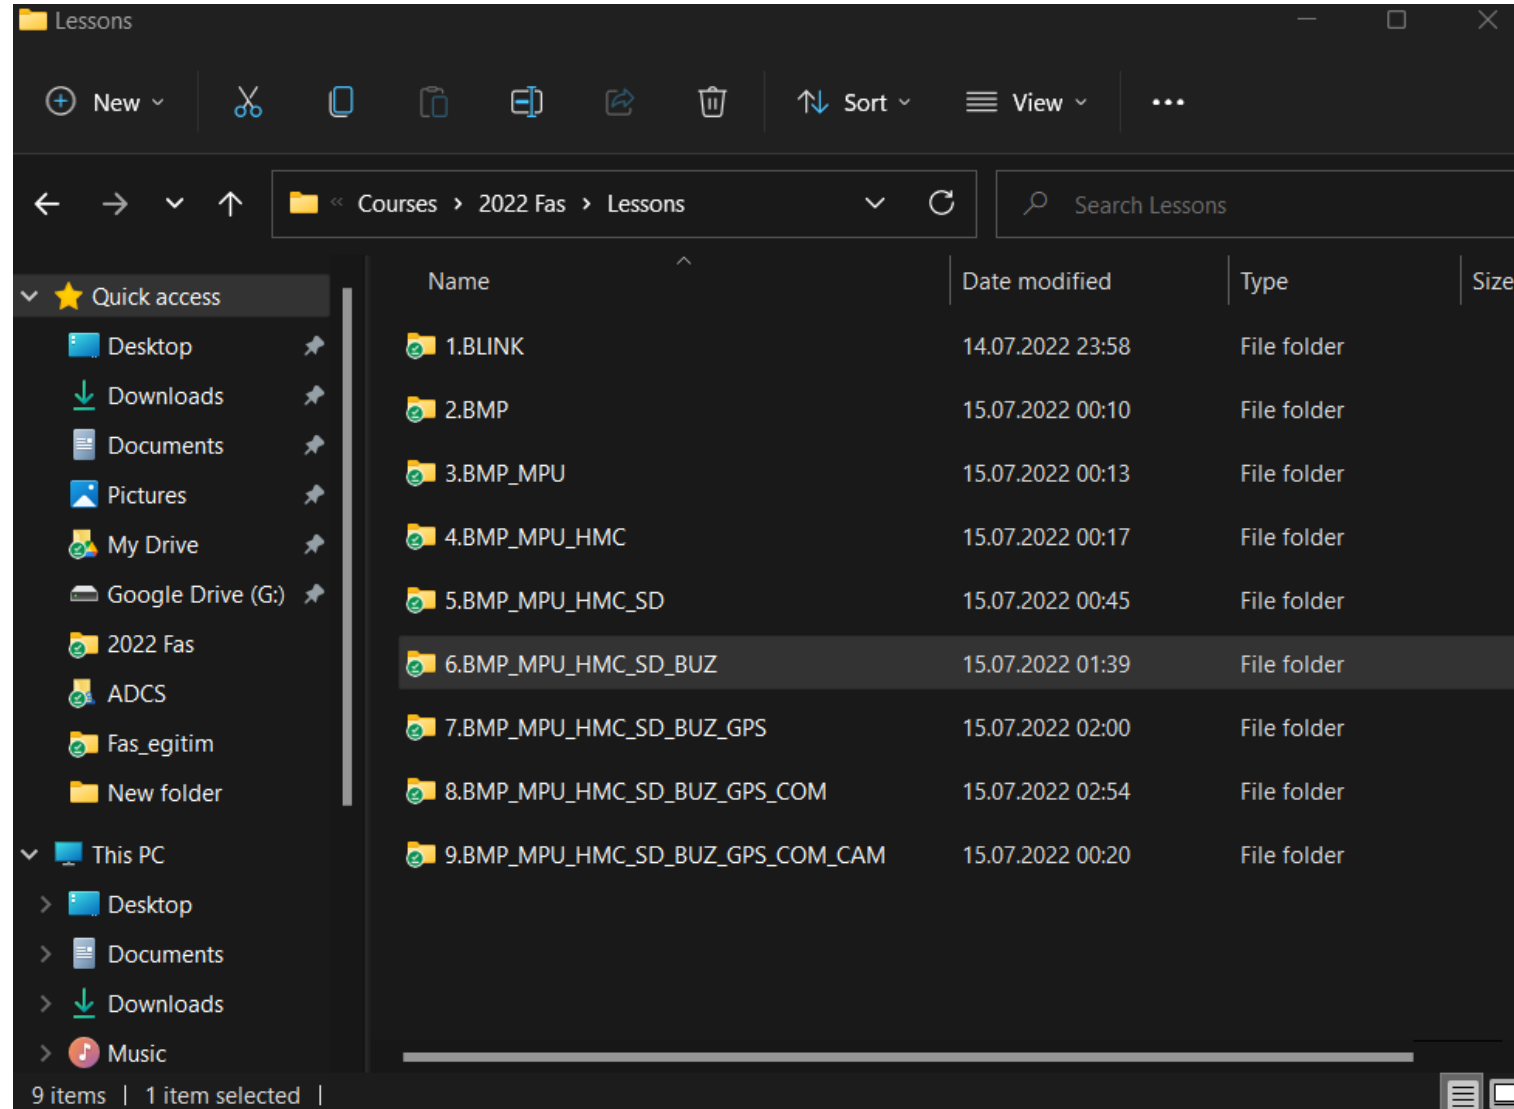 Lessons
New
Sort
View
Courses > 2022 Fas > Lessons
Search Lessons
Name
Date modified
Type
Size
Quick access
Desktop
Downloads
Documents
Pictures
My Drive
Google Drive (G:)
2022 Fas
ADCS
Fas_egitim
New folder
This PC
Desktop
Documents
Downloads
Music
1.BLINK 14.07.2022 23:58 File folder
2.BMP 15.07.2022 00:10 File folder
3.BMP_MPU 15.07.2022 00:13 File folder
4.BMP_MPU_HMC 15.07.2022 00:17 File folder
5.BMP_MPU_HMC_SD 15.07.2022 00:45 File folder
6.BMP_MPU_HMC_SD_BUZ 15.07.2022 01:39 File folder
7.BMP_MPU_HMC_SD_BUZ_GPS 15.07.2022 02:00 File folder
8.BMP_MPU_HMC_SD_BUZ_GPS_COM 15.07.2022 02:54 File folder
9.BMP_MPU_HMC_SD_BUZ_GPS_COM_CAM 15.07.2022 00:20 File folder
9 items | 1 item selected |